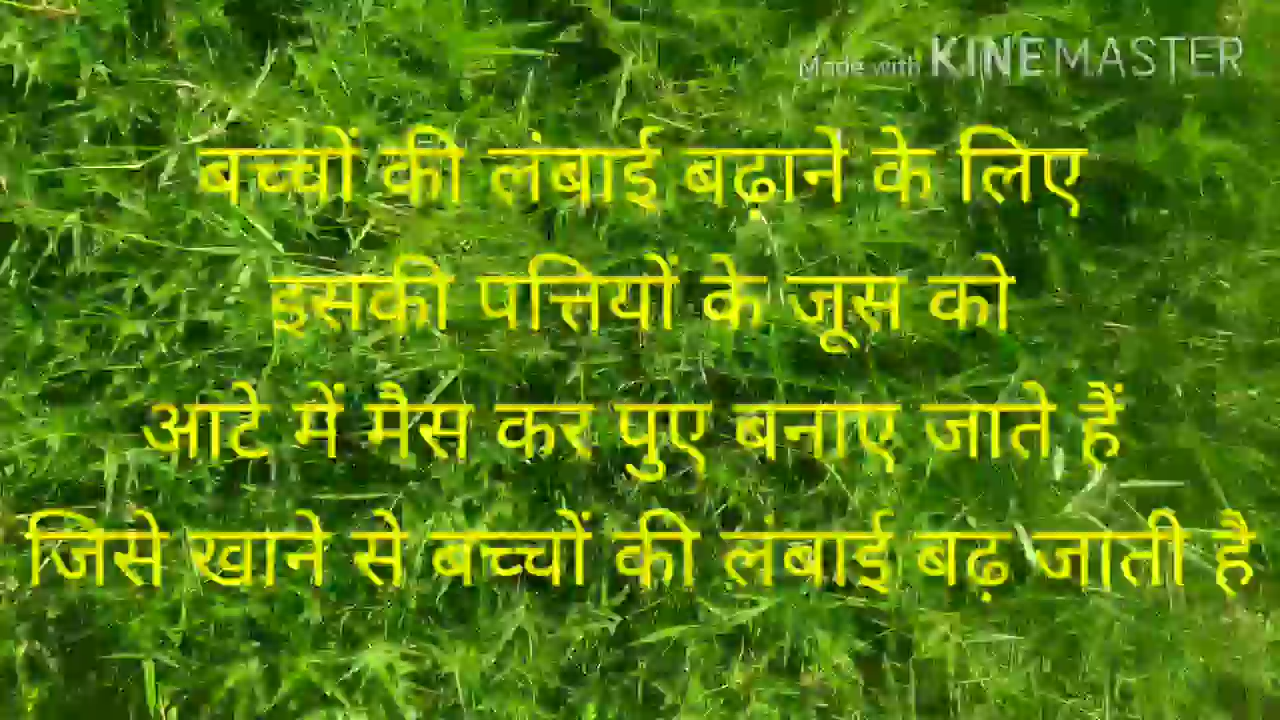 Made with KINEMASTER
बच्चों की लंबाई बढ़ाने के लिए
इसकी पत्तियों के जूस को
आटे में मैस कर पुए बनाए जाते हैं
जिसे खाने से बच्चों की लंबाई बढ़ जाती है